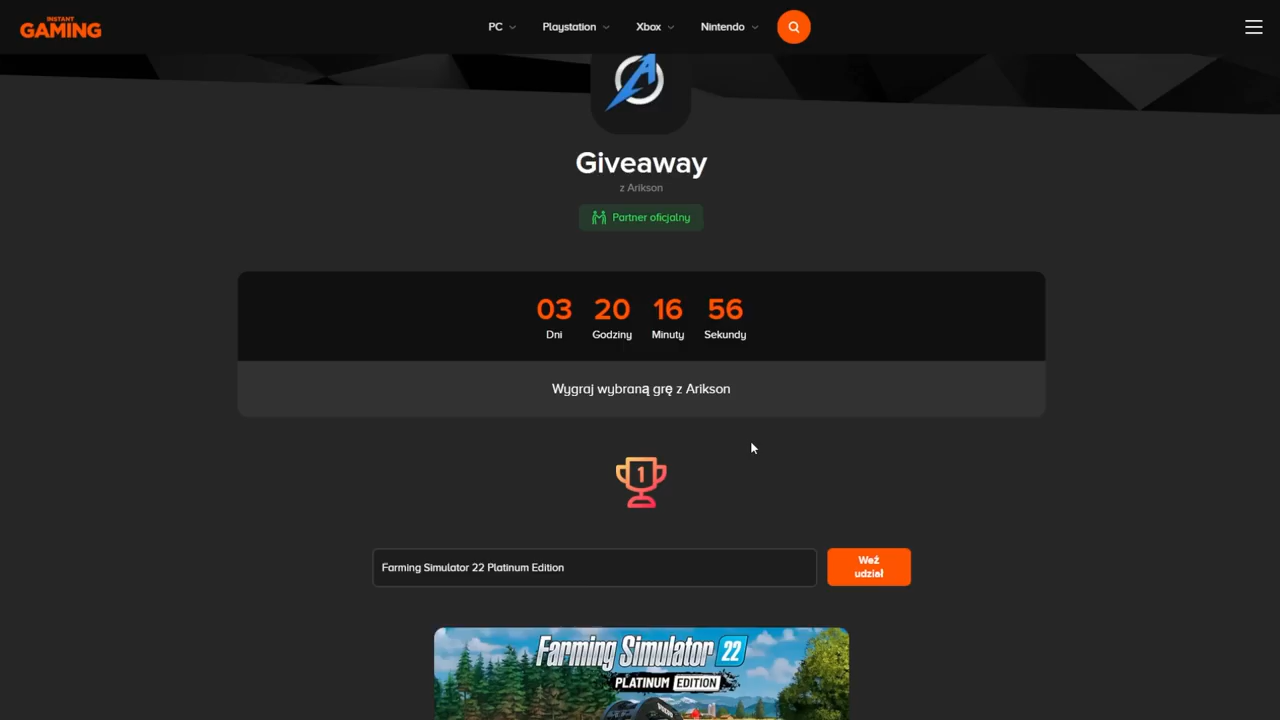 INSTANT
GAMING
PC
Playstation
Xbox
Nintendo
Giveaway
z Arikson
Partner oficjalny
03 20 16 56
Dni Godziny Minuty Sekundy
Wygraj wybraną grę z Arikson
1
Farming Simulator 22 Platinum Edition
Weź
udział
Farming Simulator 22
PLATINUM EDITION